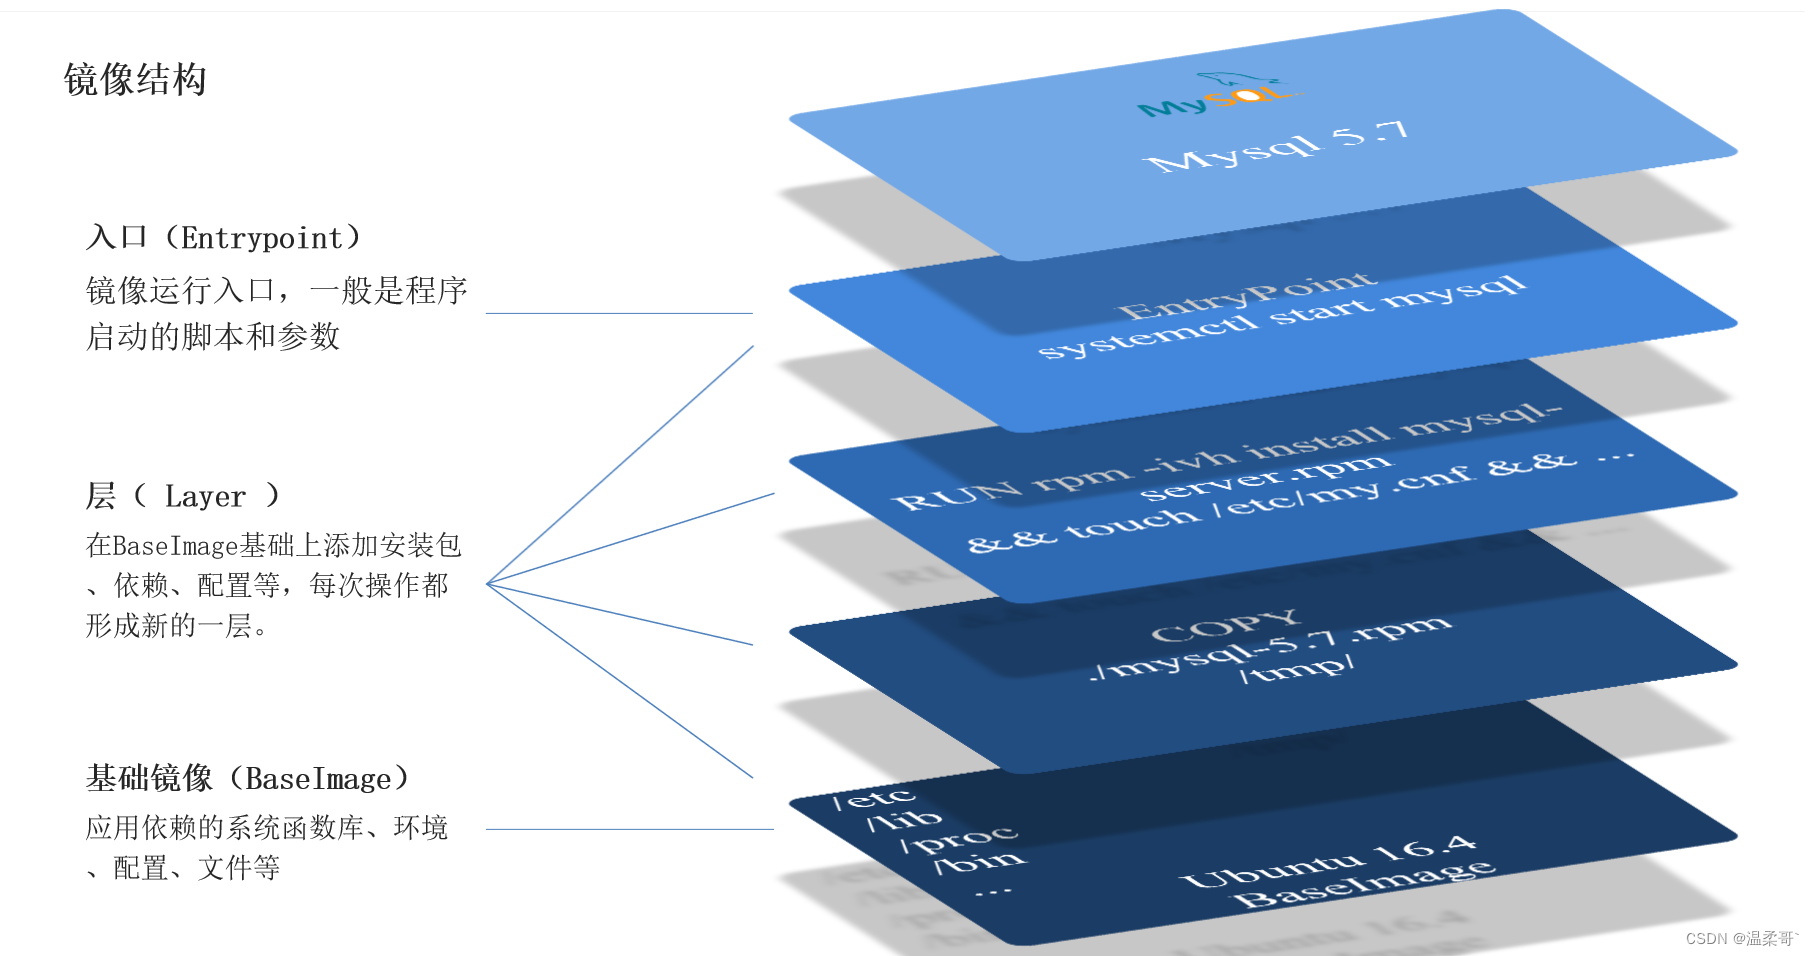 镜像结构
入口（Entrypoint）
镜像运行入口，一般是程序
启动的脚本和参数
层（ Layer ）
在BaseImage基础上添加安装包
、依赖、配置等，每次操作都
形成新的一层。
基础镜像（BaseImage）
应用依赖的系统函数库、环境
、配置、文件等
MySQL
Mysql 5.7
EntryPoint
systemctl start mysql
RUN rpm -ivh install mysql-
server.rpm
&& touch /etc/my.cnf && ...
COPY
./mysql-5.7.rpm
/tmp/
/etc
/lib
/proc
/bin
...
Ubuntu 16.4
BaseImage
CSDN @温柔哥`